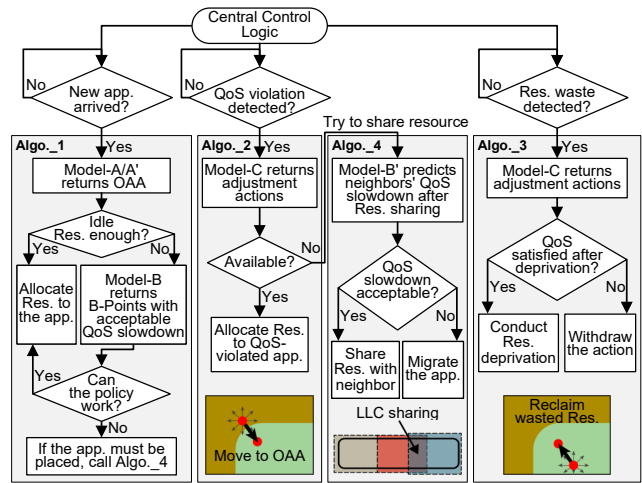 Central Control
Logic
No
New app.
arrived?
No
QoS violation
detected?
No
Res. waste
detected?
Try to share resource
Algo._1
Yes
Model-A/A'
returns OAA
Idle
Res. enough?
Yes
No
Allocate
Res. to
the app.
Model-B
returns
B-Points with
acceptable
QoS slowdown
Yes
Can
the policy
work?
No
If the app. must be
placed, call Algo._4
Algo._2
Yes
Model-C returns
adjustment
actions
No
Available?
Yes
Allocate Res.
to QoS-
violated app.
Move to OAA
Algo._4
Model-B' predicts
neighbors' QoS
slowdown after
Res. sharing
QoS
slowdown
acceptable?
Yes
No
Share
Res. with
neighbor
Migrate
the app.
LLC sharing
Algo._3
Yes
Model-C returns
adjustment actions
QoS
satisfied after
deprivation?
Yes
No
Conduct
Res.
deprivation
Withdraw
the action
Reclaim
wasted Res.